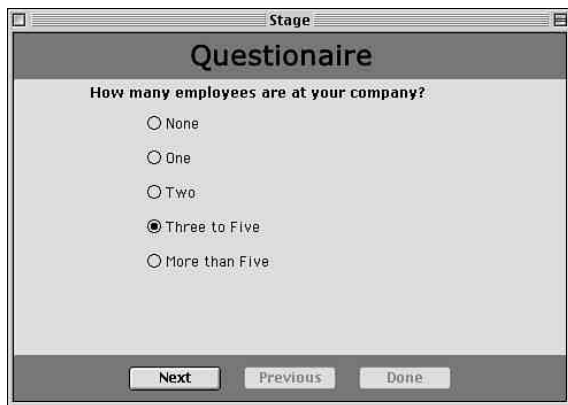 Stage
Questionaire
How many employees are at your company?
None
One
Two
Three to Five
More than Five
Next Previous Done